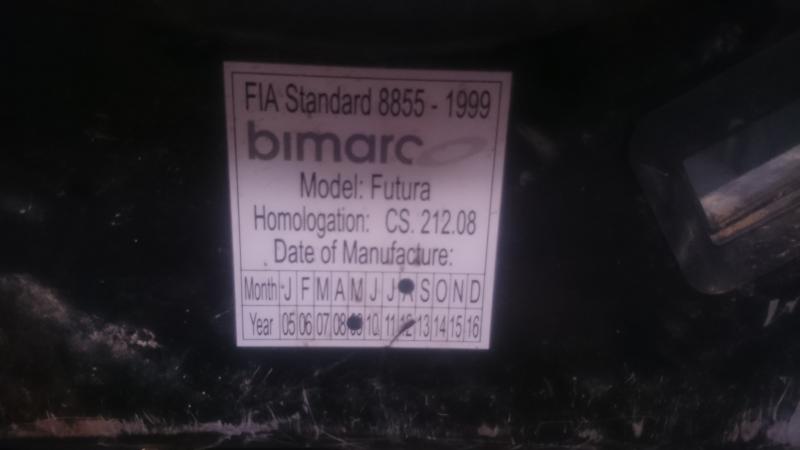 FIA Standard 8855 - 1999
bimarco
Model: Futura
Homologation: CS. 212.08
Date of Manufacture:
Month J F M A M J J A S O N D
Year 05 06 07 08 09 10 11 12 13 14 15 16